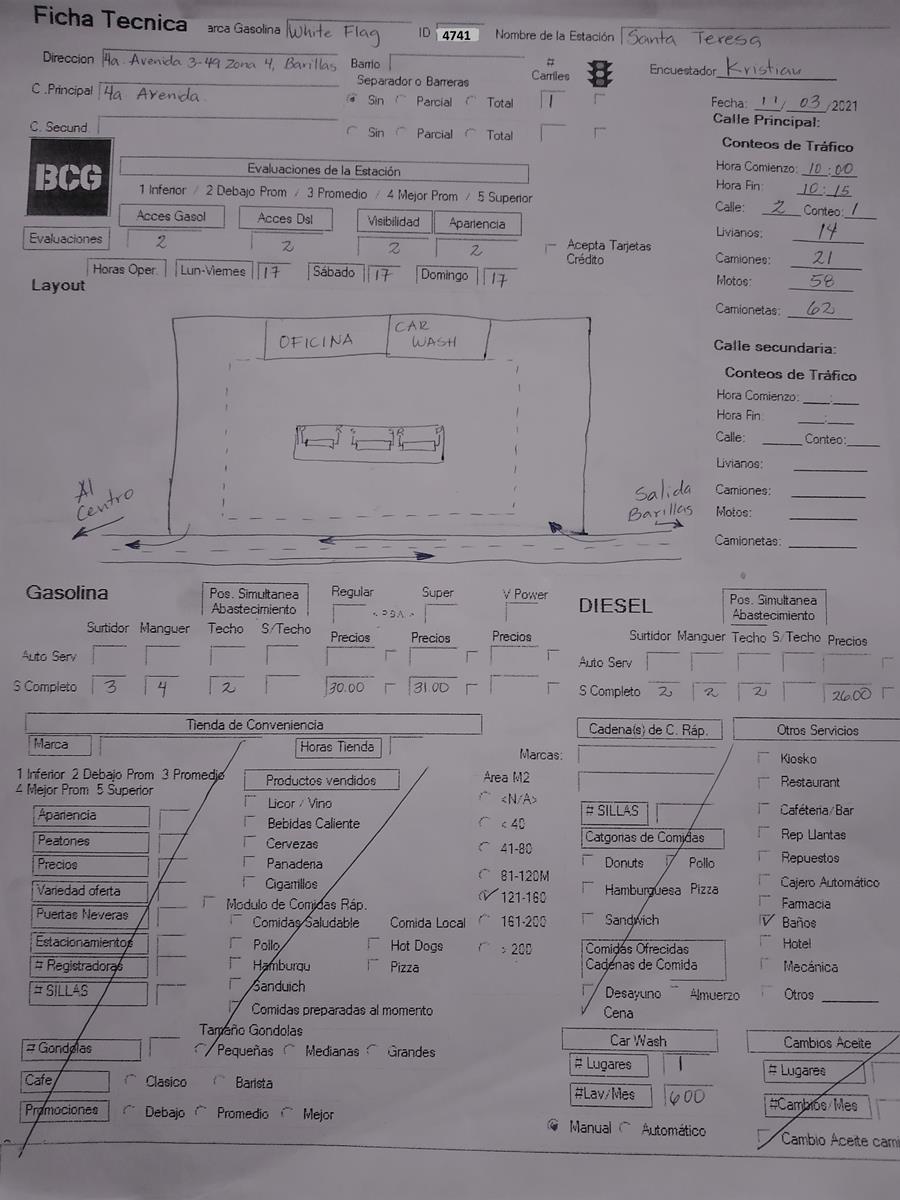 Ficha Tecnica arca Gasolina White Flag ID 4741 Nombre de la Estación Santa Teresa
Direccion 4a. Avenida 3-49 Zona 4, Barillas Barrio # Carriles Encuestador Kristian
Separador o Barreras
C.Principal 4a Avenida Sin Parcial Total 1 Fecha: 11/03/2021
C. Secund. Sin Parcial Total
Calle Principal:
Conteos de Tráfico
Hora Comienzo: 10:00
Hora Fin: 10:15
Calle: 2 Conteo: 1
Livianos: 14
Camiones: 21
Motos: 58
Camionetas: 62
BCG
Evaluaciones de la Estación
1 Inferior / 2 Debajo Prom / 3 Promedio / 4 Mejor Prom / 5 Superior
Acces Gasol Acces Dsl Visibilidad Apariencia
Evaluaciones 2 2 2 2 Acepta Tarjetas Crédito
Horas Oper. Lun-Viernes 17 Sábado 17 Domingo 17
Layout
OFICINA CAR WASH
Al Centro
Salida Barillas
Calle secundaria:
Conteos de Tráfico
Hora Comienzo: ___:___
Hora Fin: :
Calle: Conteo:
Livianos:
Camiones:
Motos:
Camionetas:
Gasolina Pos. Simultanea Abastecimiento Regular Super V Power
Surtidor Manguer Techo S/Techo Precios Precios Precios
Auto Serv
S Completo 3 4 2 30.00 31.00
DIESEL Pos. Simultanea Abastecimiento
Surtidor Manguer Techo S/Techo Precios
Auto Serv
S Completo 2 2 2 26.00
Tienda de Conveniencia
Marca Horas Tienda
1 Inferior 2 Debajo Prom 3 Promedio
4 Mejor Prom 5 Superior
Apariencia
Peatones
Precios
Variedad oferta
Puertas Neveras
Estacionamientos
# Registradoras
# SILLAS
# Gondolas
Productos vendidos
Licor / Vino
Bebidas Caliente
Cervezas
Panaderia
Cigarrillos
Modulo de Comidas Ráp.
Comidas Saludable Comida Local
Pollo Hot Dogs
Hamburgu Pizza
Sanduich
Comidas preparadas al momento
Tamaño Gondolas
Pequeñas Medianas Grandes
Cafe Clasico Barista
Promociones Debajo Promedio Mejor
Area M2
<N/A>
< 40
41-80
81-120M
121-160
161-200
> 200
Cadena(s) de C. Ráp.
Marcas:
# SILLAS
Catgorias de Comidas
Donuts Pollo
Hamburguesa Pizza
Sandwich
Comidas Ofrecidas
Cadenas de Comida
Desayuno Almuerzo
Cena
Otros Servicios
Kiosko
Restaurant
Caféteria/Bar
Rep Llantas
Repuestos
Cajero Automático
Farmacia
Baños
Hotel
Mecánica
Otros
Car Wash
# Lugares 1
#Lav/Mes 600
Manual Automático
Cambios Aceite
# Lugares
#Cambios/Mes
Cambio Aceite cami